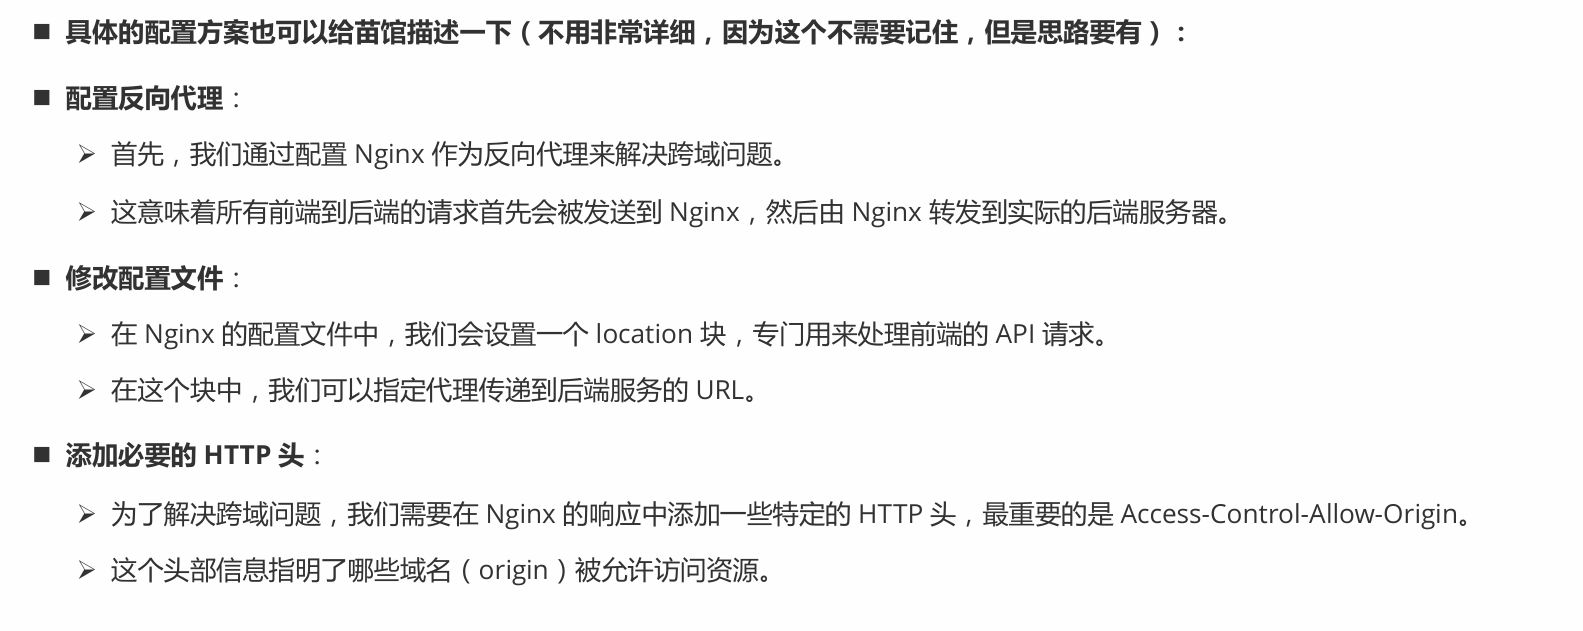 具体的配置方案也可以给苗馆描述一下（不用非常详细，因为这个不需要记住，但是思路要有）：
配置反向代理：
首先，我们通过配置 Nginx 作为反向代理来解决跨域问题。
这意味着所有前端到后端的请求首先会被发送到 Nginx，然后由 Nginx 转发到实际的后端服务器。
修改配置文件：
在 Nginx 的配置文件中，我们会设置一个 location 块，专门用来处理前端的 API 请求。
在这个块中，我们可以指定代理传递到后端服务的 URL。
添加必要的 HTTP 头：
为了解决跨域问题，我们需要在 Nginx 的响应中添加一些特定的 HTTP 头，最重要的是 Access-Control-Allow-Origin。
这个头部信息指明了哪些域名（origin）被允许访问资源。